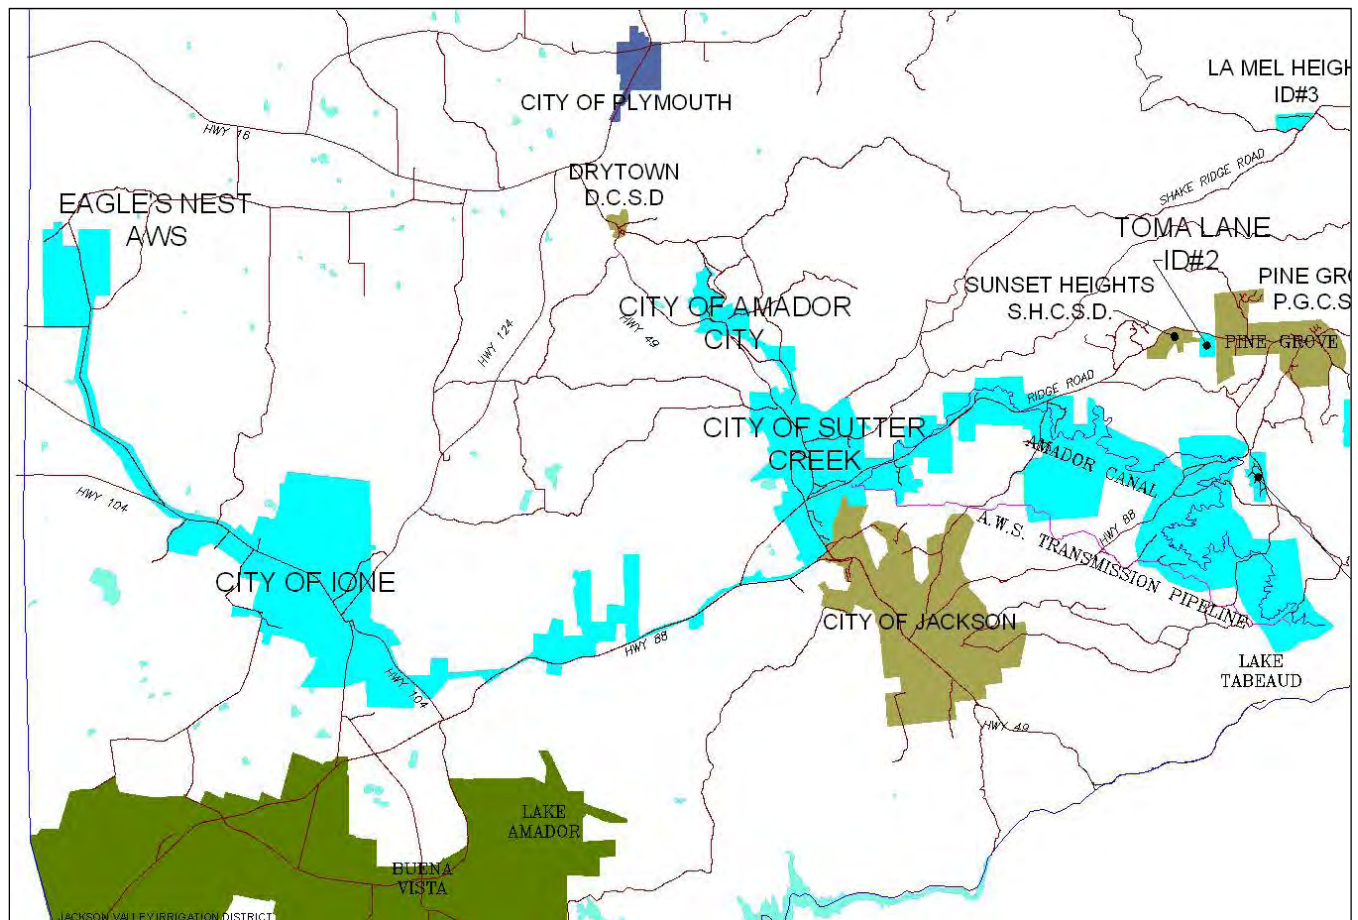 LA MEL HEIGH
ID#3
CITY OF PLYMOUTH
HWY 16
DRYTOWN
D.C.S.D
SHAKE RIDGE ROAD
EAGLE'S NEST
AWS
TOMA LANE
ID#2
SUNSET HEIGHTS
S.H.C.S.D.
PINE GRO
P.G.C.S
CITY OF AMADOR
CITY
HWY 49
HWY 124
PINE GROVE
RIDGE ROAD
CITY OF SUTTER
CREEK
AMADOR CANAL
HWY 104
A.W.S. TRANSMISSION PIPELINE
HWY 88
CITY OF IONE
CITY OF JACKSON
HWY 88
LAKE
TABEAUD
HWY 104
HWY 49
LAKE
AMADOR
BUENA
VISTA
JACKSON VALLEY IRRIGATION DISTRICT